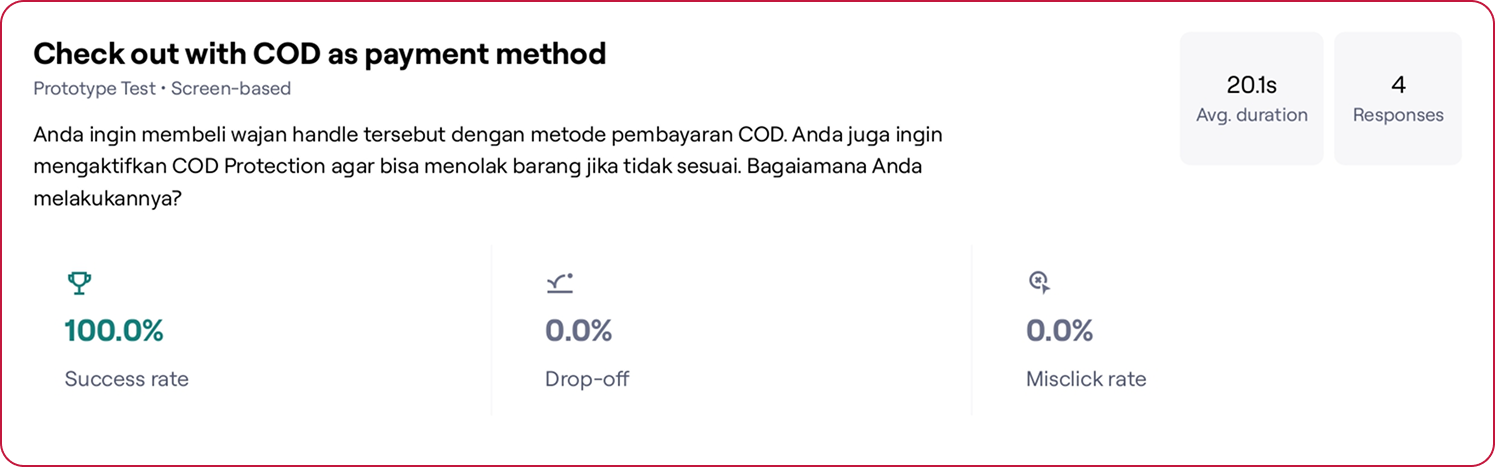 Check out with COD as payment method
Prototype Test • Screen-based
20.1s
Avg. duration
4
Responses
Anda ingin membeli wajan handle tersebut dengan metode pembayaran COD. Anda juga ingin
mengaktifkan COD Protection agar bisa menolak barang jika tidak sesuai. Bagaiamana Anda
melakukannya?
100.0%
Success rate
0.0%
Drop-off
0.0%
Misclick rate